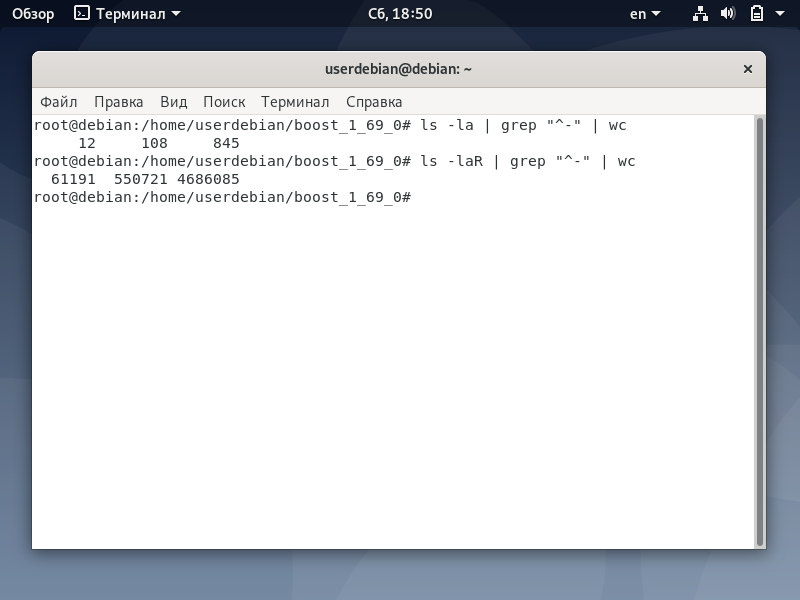 Обзор Терминал Сб, 18:50 en
userdebian@debian: ~ ×
Файл Правка Вид Поиск Терминал Справка
root@debian:/home/userdebian/boost_1_69_0# ls -la | grep "^-" | wc
     12     108     845
root@debian:/home/userdebian/boost_1_69_0# ls -laR | grep "^-" | wc
  61191  550721 4686085
root@debian:/home/userdebian/boost_1_69_0#